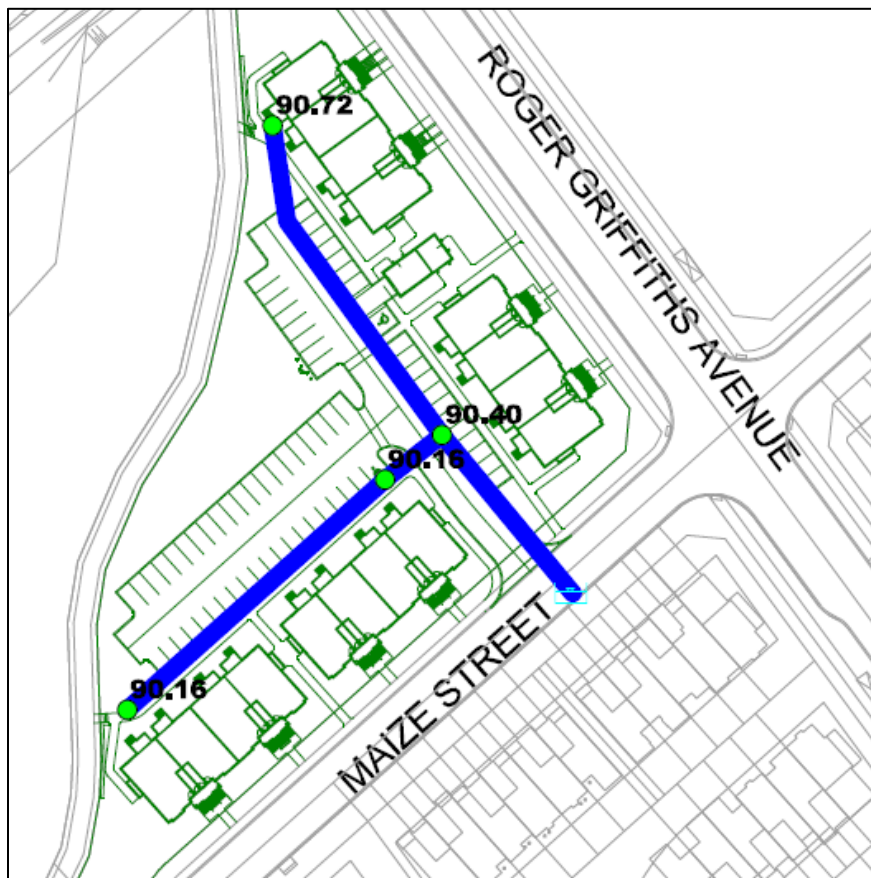 90.72
ROGER GRIFFITHS AVENUE
90.40
90.16
90.16
MAIZE STREET